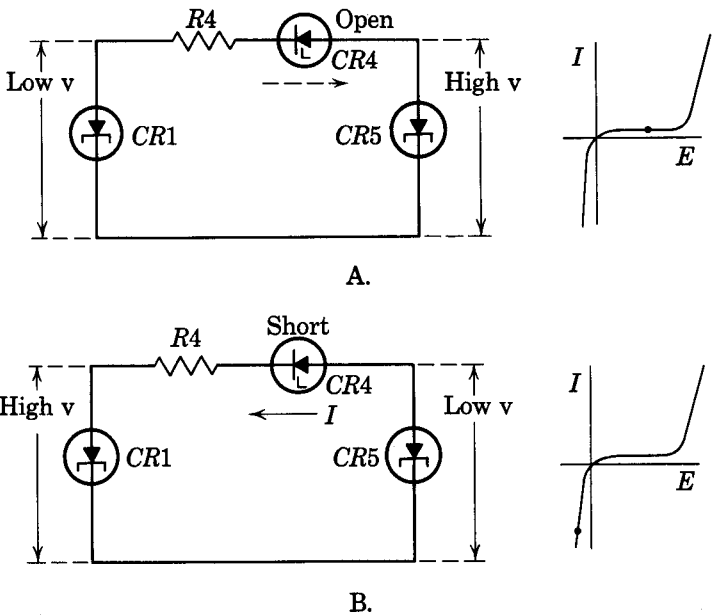 R4
Open
Low v
CR4
High v
I
CR1
CR5
E
A.
Short
R4
High v
CR4
I
Low v
I
CR1
CR5
E
B.